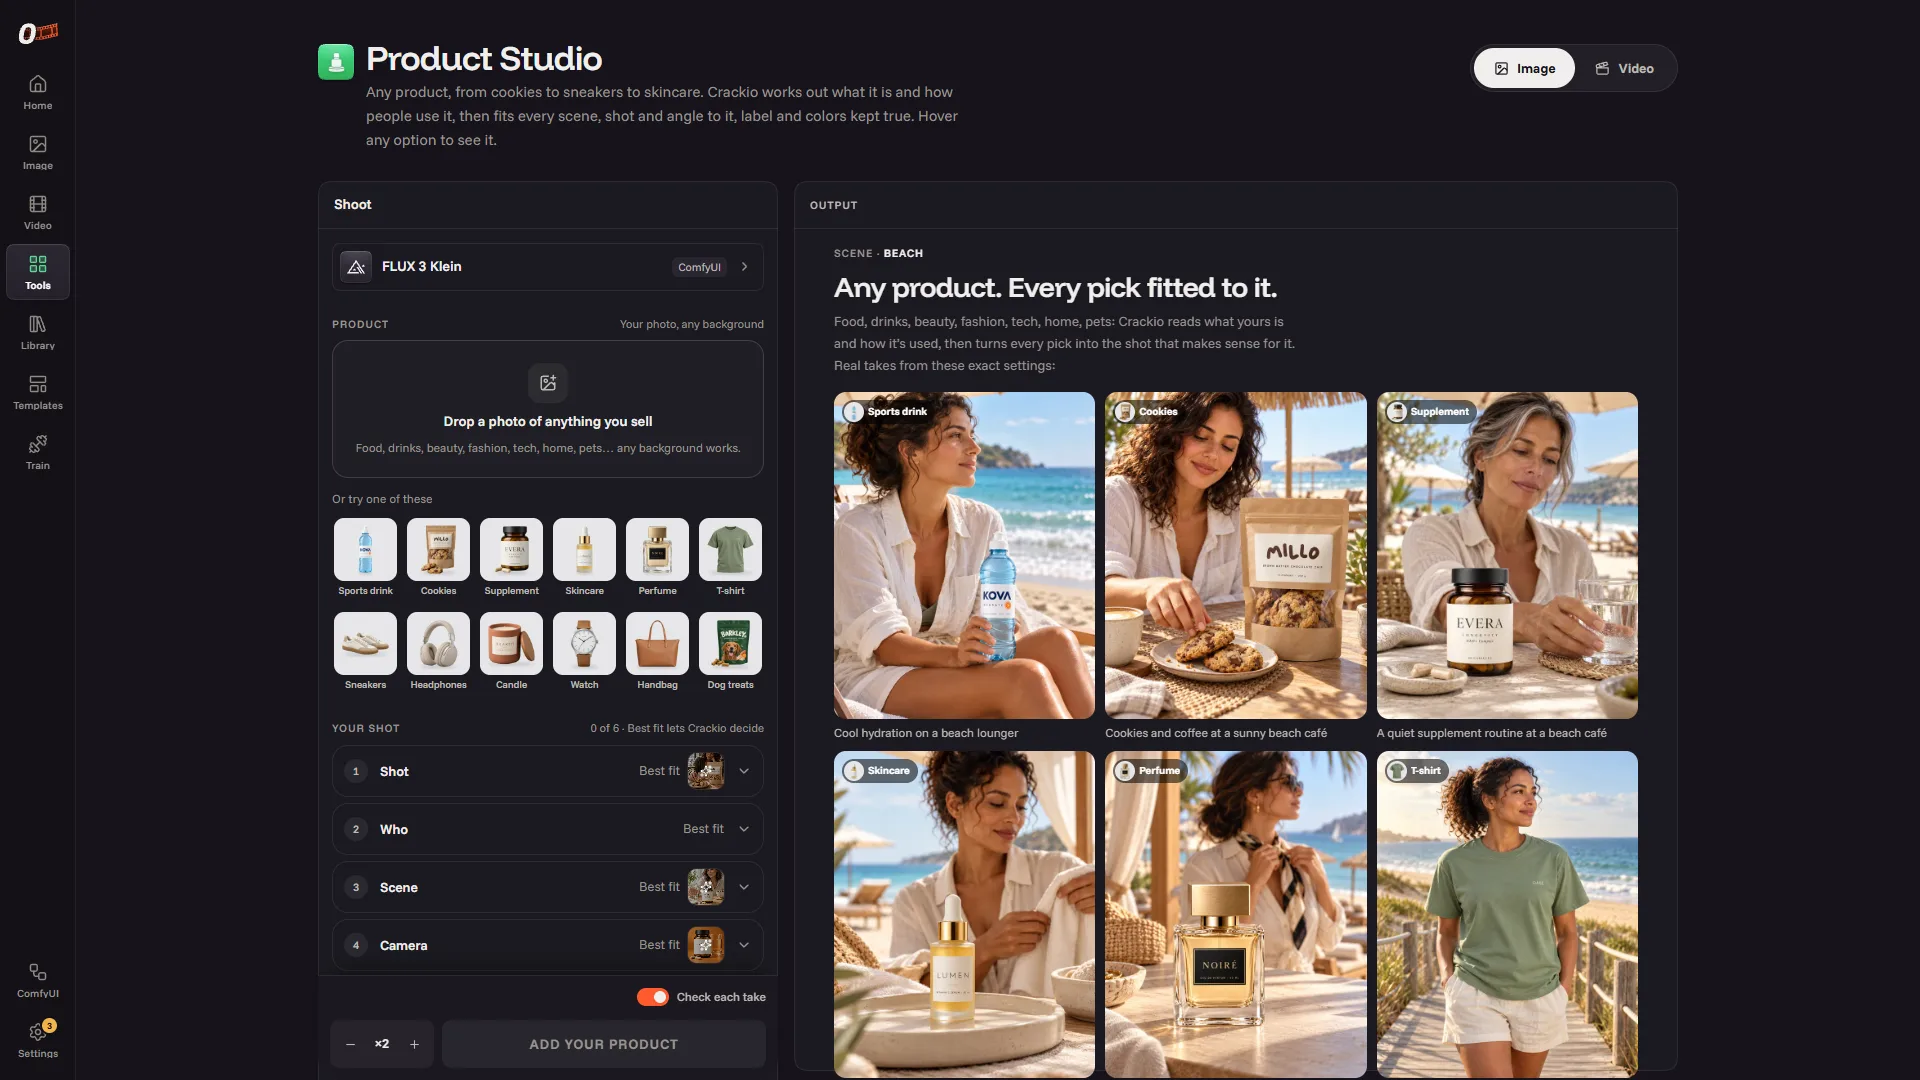 Product Studio
Any product, from cookies to sneakers to skincare. Crackio works out what it is and how
people use it, then fits every scene, shot and angle to it, label and colors kept true. Hover
any option to see it.
Image
Video
Home
Image
Video
Tools
Library
Templates
Train
ComfyUI
3
Settings
Shoot
FLUX 3 Klein
ComfyUI
PRODUCT
Your photo, any background
Drop a photo of anything you sell
Food, drinks, beauty, fashion, tech, home, pets... any background works.
Or try one of these
KOVA
MILLO
EVERA
Sports drink
Cookies
Supplement
Skincare
Perfume
T-shirt
BARKLEY
Sneakers
Headphones
Candle
Watch
Handbag
Dog treats
YOUR SHOT
0 of 6 · Best fit lets Crackio decide
1
Shot
Best fit
2
Who
Best fit
3
Scene
Best fit
4
Camera
Best fit
Check each take
− ×2 +
ADD YOUR PRODUCT
OUTPUT
SCENE · BEACH
Any product. Every pick fitted to it.
Food, drinks, beauty, fashion, tech, home, pets: Crackio reads what yours is
and how it's used, then turns every pick into the shot that makes sense for it.
Real takes from these exact settings:
Sports drink
KOVA
Cool hydration on a beach lounger
Cookies
MILLO
Cookies and coffee at a sunny beach café
Supplement
EVERA
LONGEVITY
A quiet supplement routine at a beach café
Skincare
LUMEN
Perfume
NOIRÉ
T-shirt